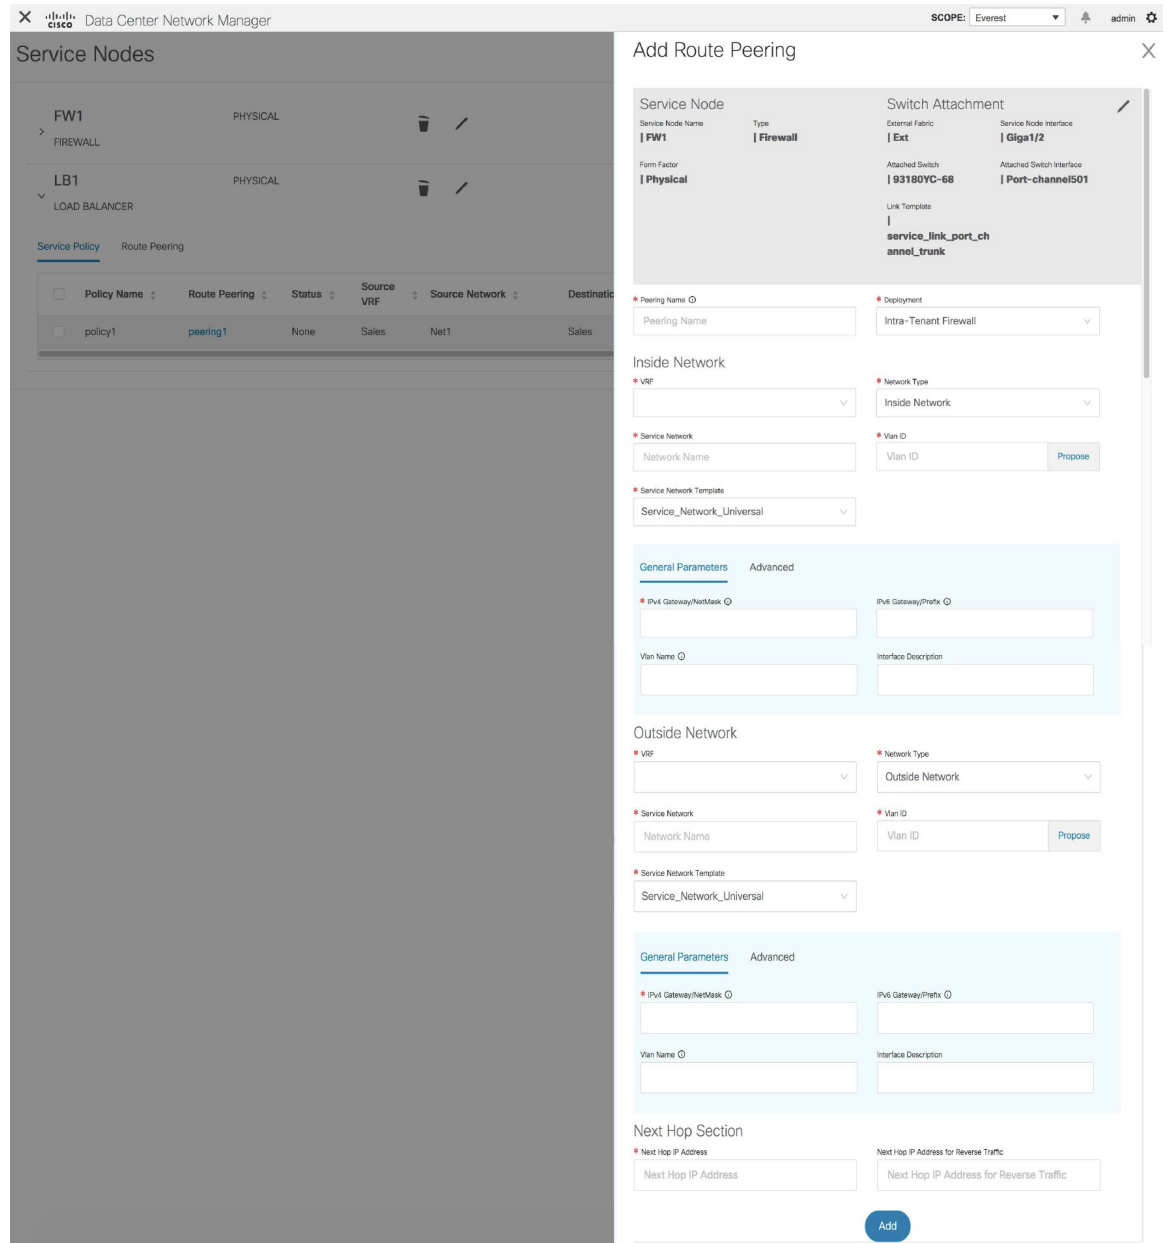 cisco Data Center Network Manager
SCOPE: Everest admin
Service Nodes
FW1 PHYSICAL
FIREWALL
LB1 PHYSICAL
LOAD BALANCER
Service Policy Route Peering
Policy Name Route Peering Status Source VRF Source Network Destinatio
policy1 peering1 None Sales Net1 Sales
Add Route Peering
Service Node
Service Node Name Type
| FW1 | Firewall
Form Factor
| Physical
Switch Attachment
External Fabric Service Node Interface
| Ext | Giga1/2
Attached Switch Attached Switch Interface
| 93180YC-68 | Port-channel501
Link Template
|
service_link_port_ch
annel_trunk
* Peering Name * Deployment
Peering Name Intra-Tenant Firewall
Inside Network
* VRF * Network Type
Inside Network
* Service Network * Vlan ID
Network Name Vlan ID Propose
* Service Network Template
Service_Network_Universal
General Parameters Advanced
* IPv4 Gateway/NetMask IPv6 Gateway/Prefix
Vlan Name Interface Description
Outside Network
* VRF * Network Type
Outside Network
* Service Network * Vlan ID
Network Name Vlan ID Propose
* Service Network Template
Service_Network_Universal
General Parameters Advanced
* IPv4 Gateway/NetMask IPv6 Gateway/Prefix
Vlan Name Interface Description
Next Hop Section
* Next Hop IP Address Next Hop IP Address for Reverse Traffic
Next Hop IP Address Next Hop IP Address for Reverse Traffic
Add